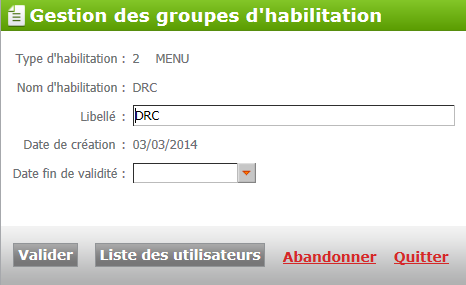 Gestion des groupes d'habilitation
Type d'habilitation : 2 MENU
Nom d'habilitation : DRC
Libellé : DRC
Date de création : 03/03/2014
Date fin de validité :
Valider Liste des utilisateurs Abandonner Quitter